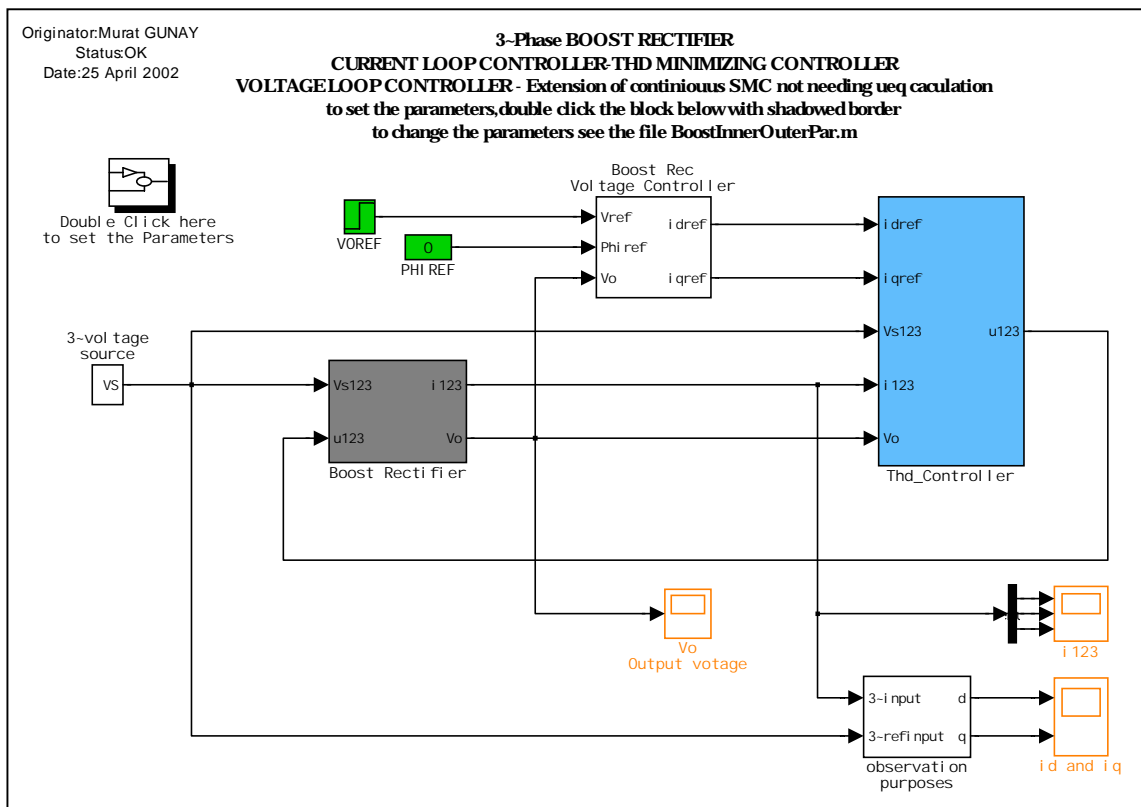 Originator:Murat GUNAY
Status:OK
Date:25 April 2002
3~Phase BOOST RECTIFIER
CURRENT LOOP CONTROLLER-THD MINIMIZING CONTROLLER
VOLTAGE LOOP CONTROLLER - Extension of continiouus SMC not needing ueq caculation
to set the parameters,double click the block below with shadowed border
to change the parameters see the file BoostInnerOuterPar.m
Double Click here
to set the Parameters
VOREF
0
PHIREF
Boost Rec
Voltage Controller
Vref
Phiref
Vo
idref
iqref
idref
iqref
Vs123
i123
Vo
u123
Thd_Controller
3~voltage
source
VS
Vs123
u123
i123
Vo
Boost Rectifier
Vo
Output votage
i123
3~input
3~refinput
d
q
observation
purposes
id and iq